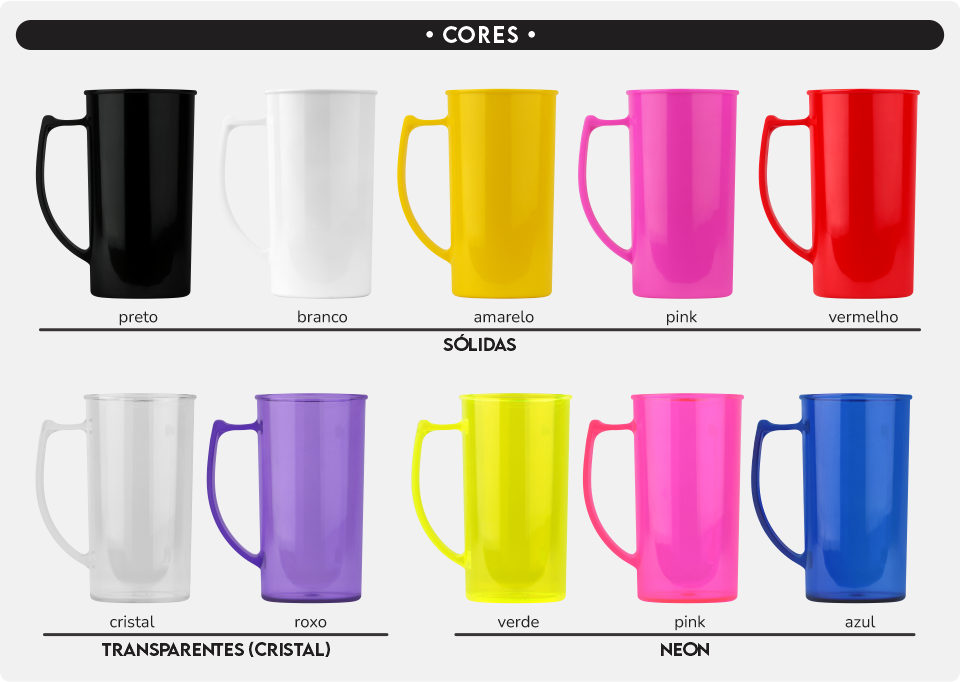 • CORES •
preto branco amarelo pink vermelho
SÓLIDAS
cristal roxo verde pink azul
TRANSPARENTES (CRISTAL) NEON